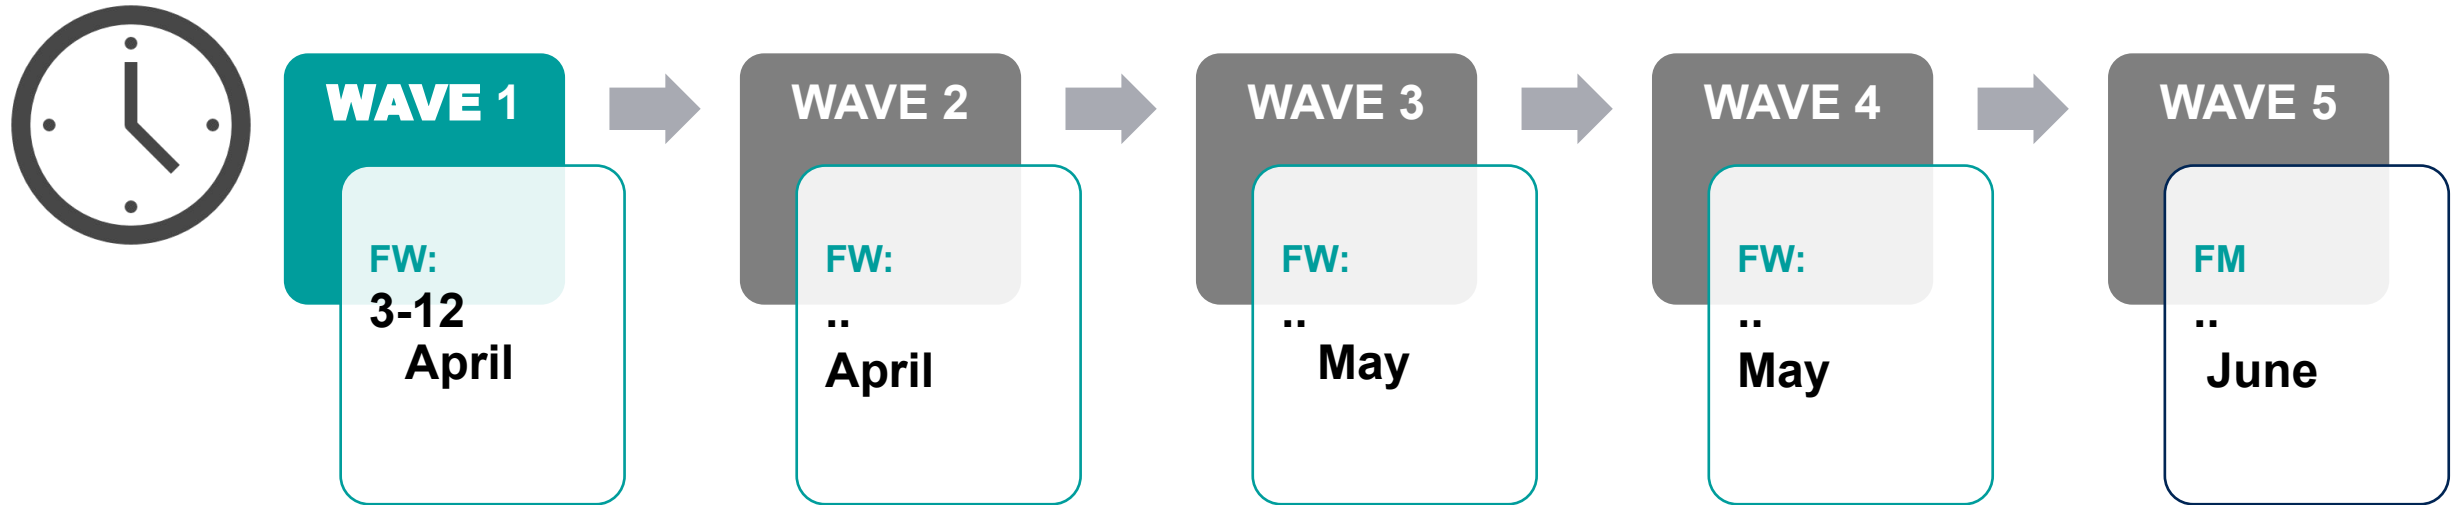 WAVE 1
WAVE 2
WAVE 3
WAVE 4
WAVE 5
FW:
3-12
April
FW:
..
April
FW:
..
May
FW:
..
May
FM
..
June